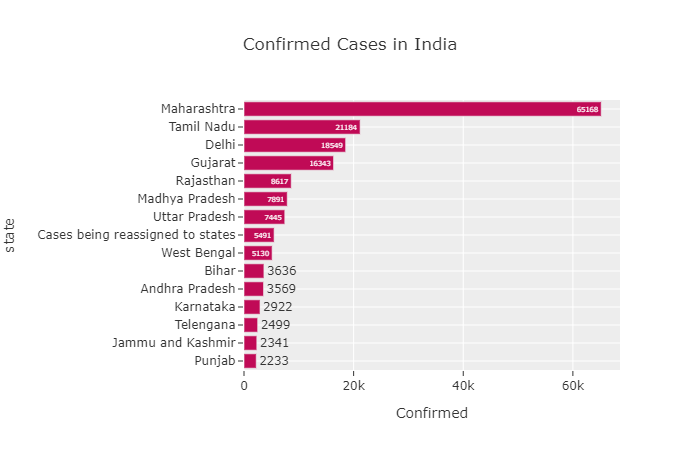 Confirmed Cases in India
state
Maharashtra 65168
Tamil Nadu 21184
Delhi 18549
Gujarat 16343
Rajasthan 8617
Madhya Pradesh 7891
Uttar Pradesh 7445
Cases being reassigned to states 5491
West Bengal 5130
Bihar 3636
Andhra Pradesh 3569
Karnataka 2922
Telengana 2499
Jammu and Kashmir 2341
Punjab 2233
0 20k 40k 60k
Confirmed